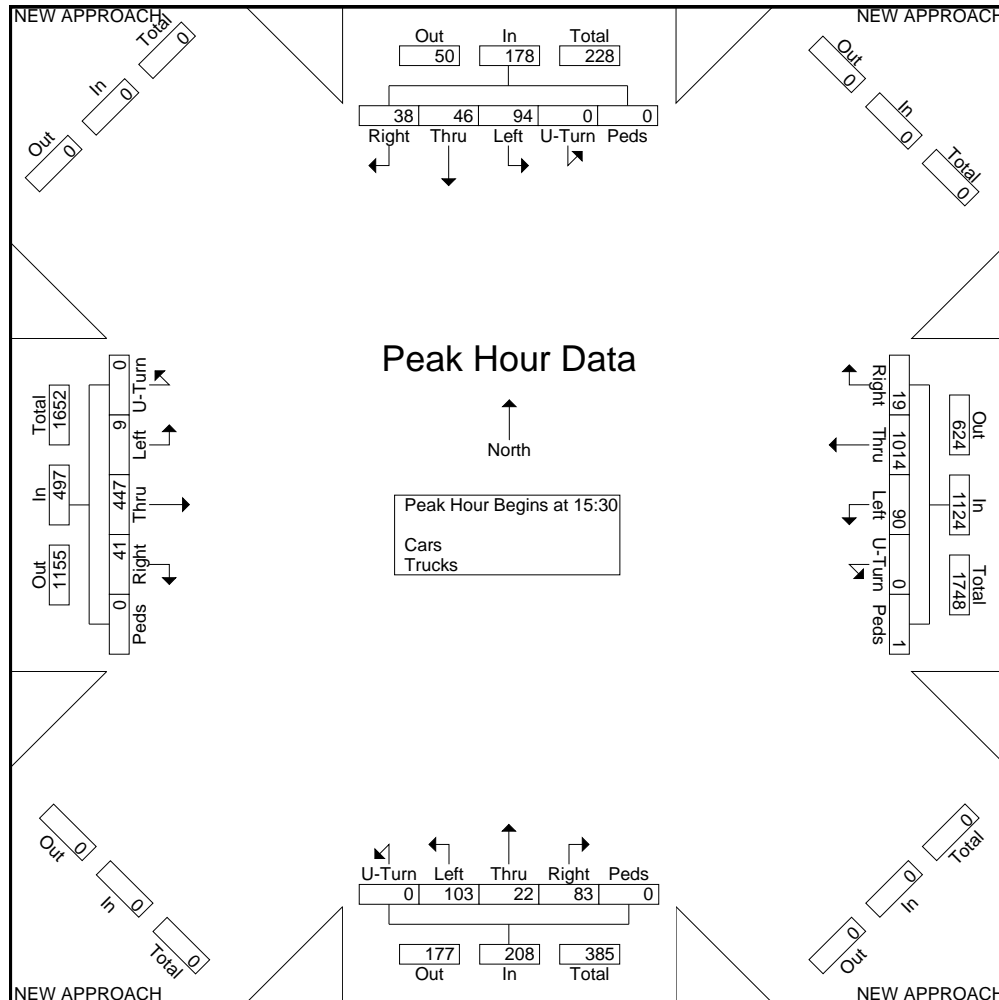 NEW APPROACH
NEW APPROACH
Total
0
In
0
Out
0
Out In Total
50 178 228
38 46 94 0 0
Right Thru Left U-Turn Peds
Out
0
In
0
Total
0
Peak Hour Data
North
Peak Hour Begins at 15:30
Cars
Trucks
Total In Out
1652 497 1155
0 9 447 41 0
U-Turn Left Thru Right Peds
Right Thru Left U-Turn Peds
19 1014 90 0 1
Out In Total
624 1124 1748
U-Turn Left Thru Right Peds
0 103 22 83 0
177 208 385
Out In Total
0
Out
0
In
0
Total
0
Total
0
In
0
Out
NEW APPROACH
NEW APPROACH